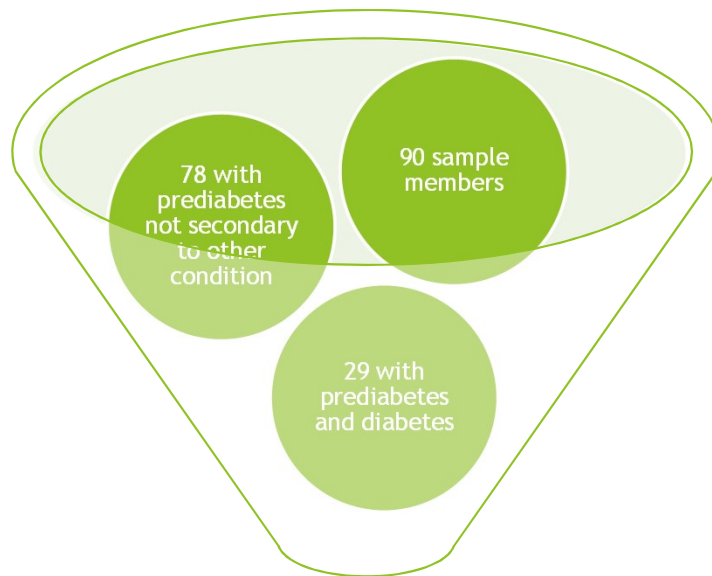 90 sample
members
78 with
prediabetes
not secondary
to other
condition
29 with
prediabetes
and diabetes